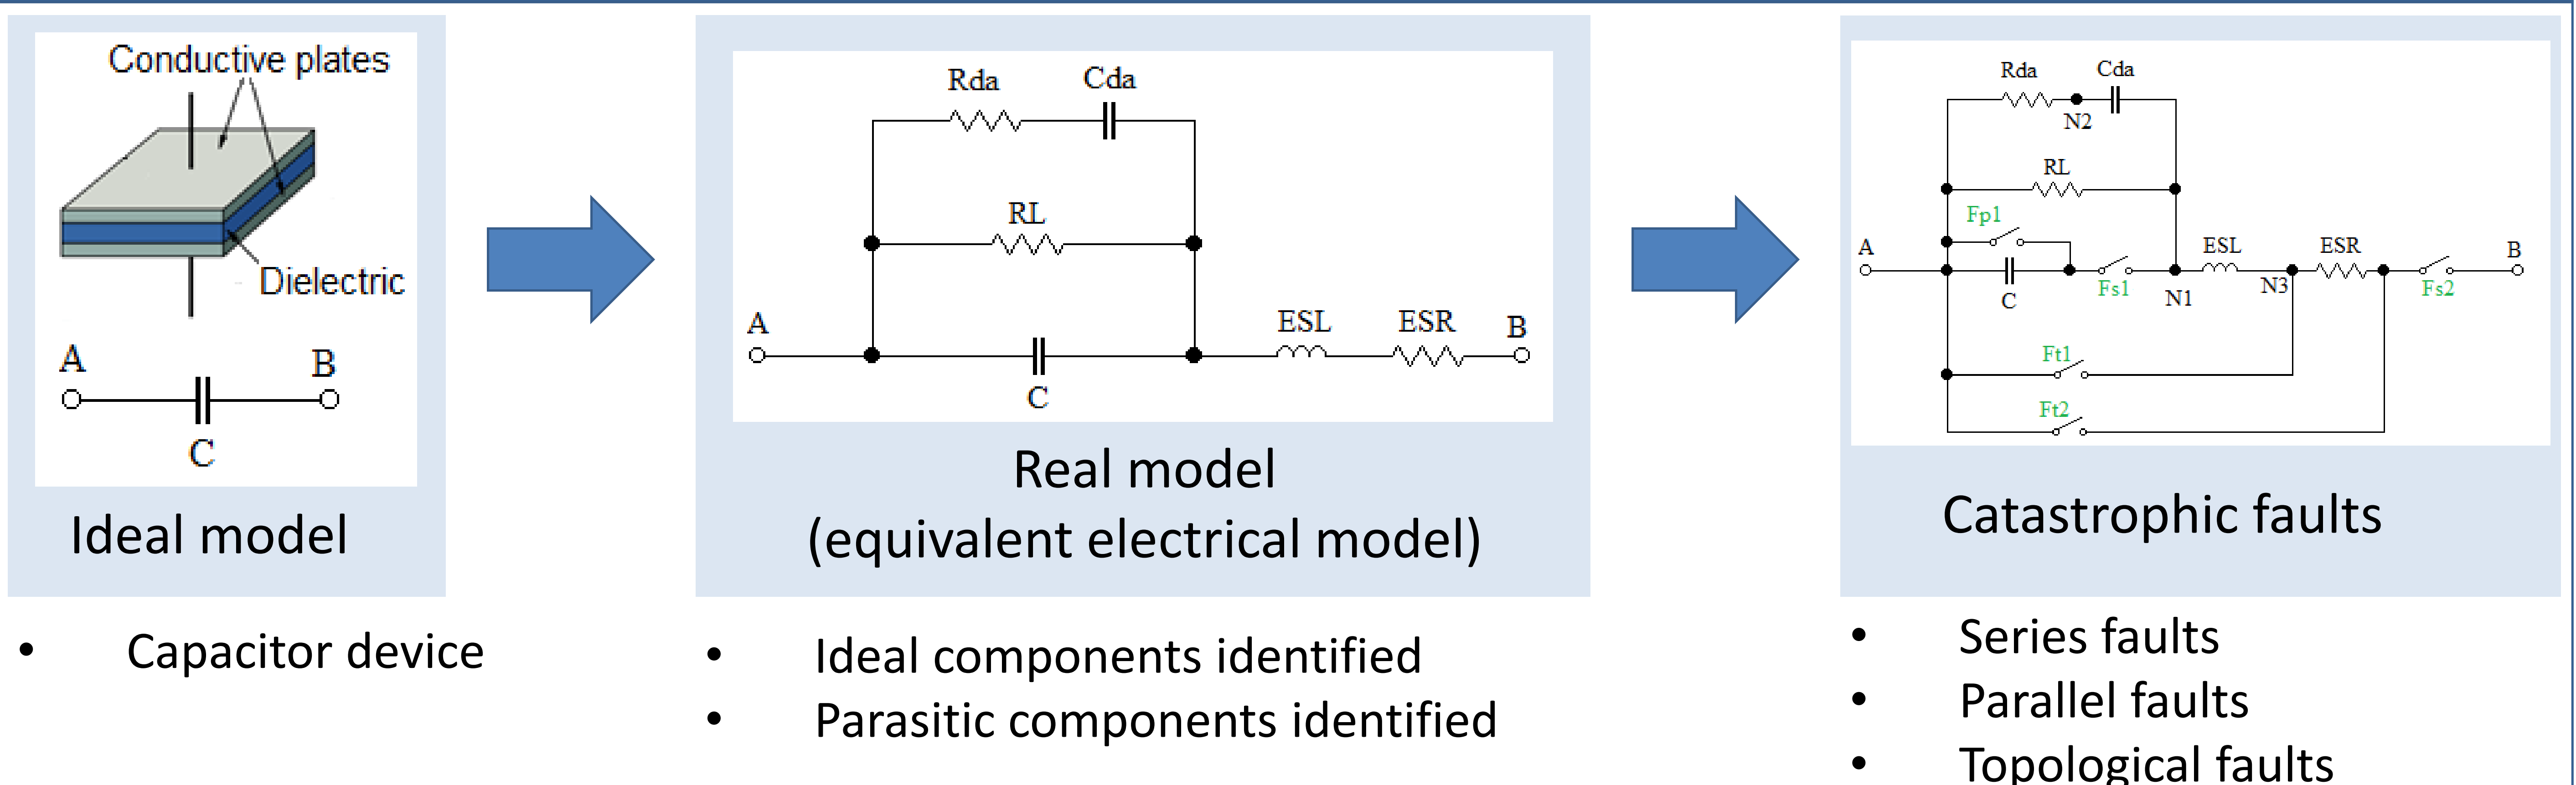 Conductive plates
Dielectric
A
B
C
Ideal model
• Capacitor device
Rda
Cda
RL
A
ESL
ESR
B
C
Real model
(equivalent electrical model)
• Ideal components identified
• Parasitic components identified
Rda
Cda
N2
RL
Fp1
A
ESL
ESR
B
C
Fs1
N1
N3
Fs2
Ft1
Ft2
Catastrophic faults
• Series faults
• Parallel faults
• Topological faults